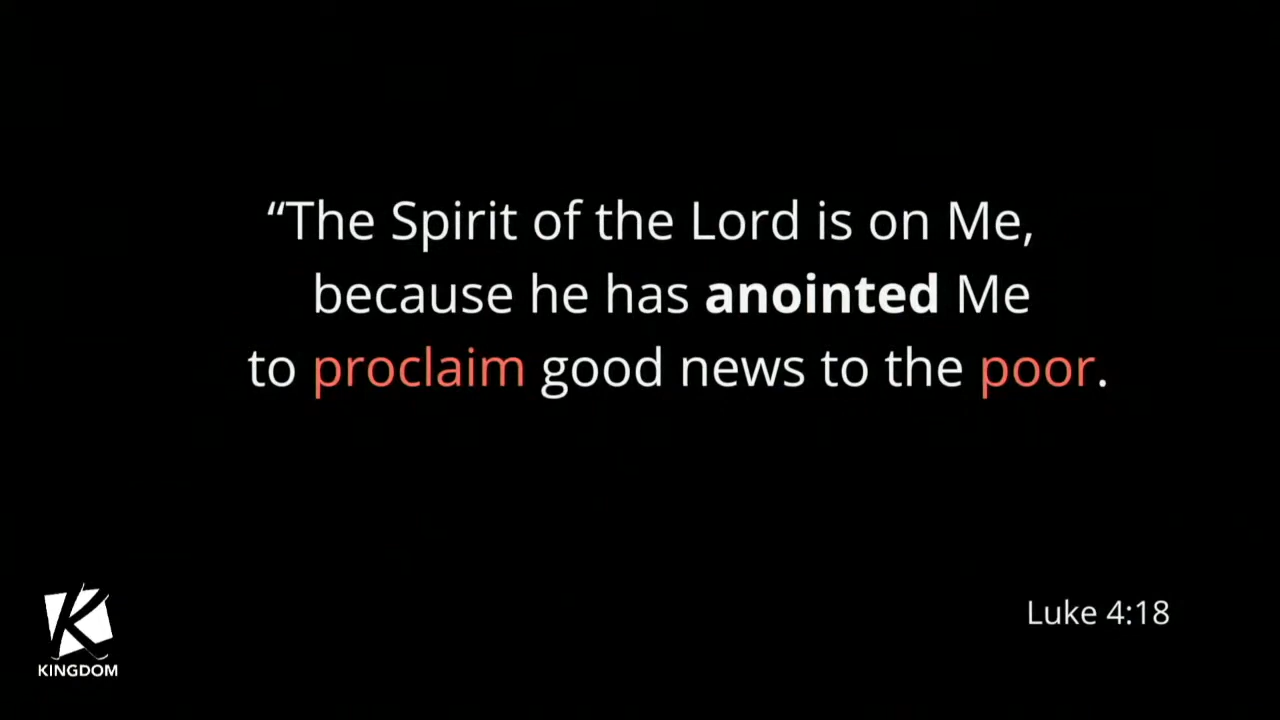 “The Spirit of the Lord is on Me,
because he has anointed Me
to proclaim good news to the poor.
Luke 4:18
K
KINGDOM